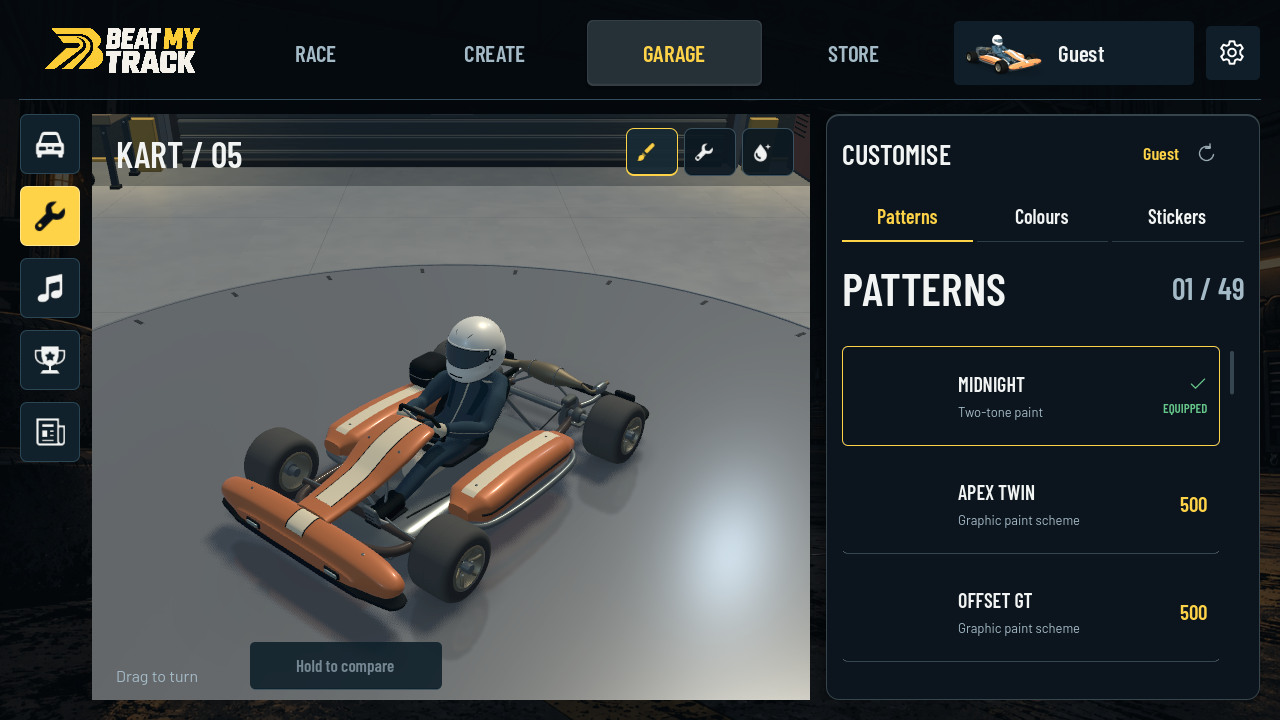 BEAT MY
TRACK
RACE
CREATE
GARAGE
STORE
Guest
KART / 05
Drag to turn
Hold to compare
CUSTOMISE
Guest
Patterns
Colours
Stickers
PATTERNS
01 / 49
MIDNIGHT
Two-tone paint
EQUIPPED
APEX TWIN
Graphic paint scheme
500
OFFSET GT
Graphic paint scheme
500